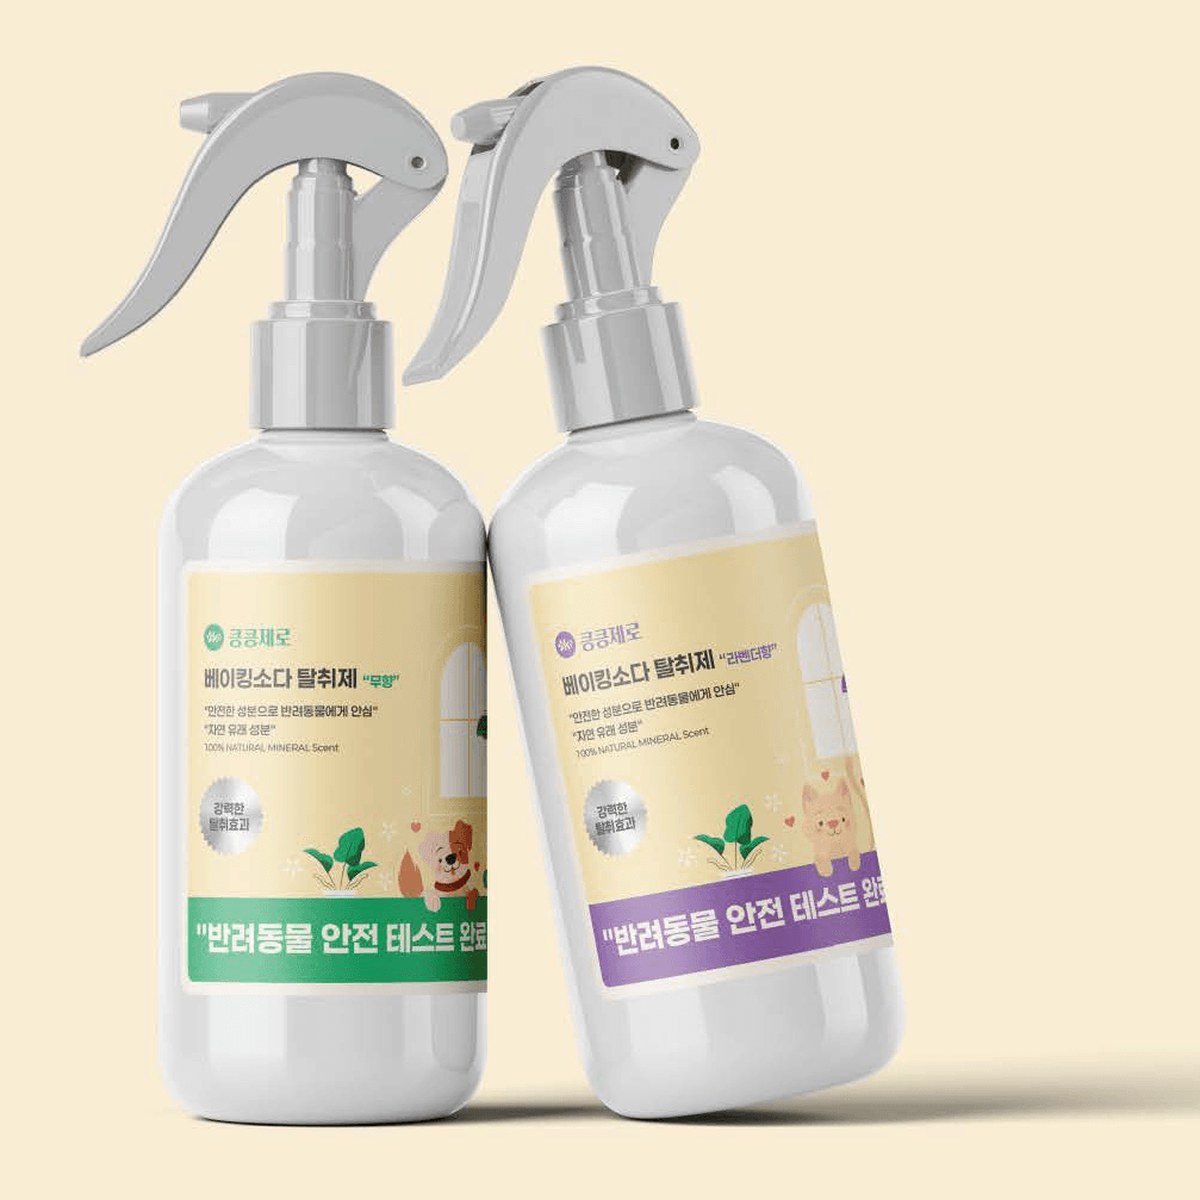 킁킁제로
베이킹소다 탈취제 "무향"
"안전한 성분으로 반려동물에게 안심"
"자연 유래 성분"
100% NATURAL MINERAL Scent
강력한
탈취효과
"반려동물 안전 테스트 완료
킁킁제로
베이킹소다 탈취제 "라벤더향"
"안전한 성분으로 반려동물에게 안심"
"자연 유래 성분"
100% NATURAL MINERAL Scent
강력한
탈취효과
"반려동물 안전 테스트 완료